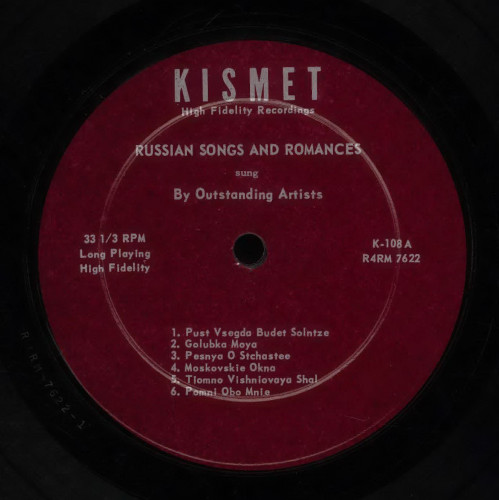 KISMET
High Fidelity Recordings
RUSSIAN SONGS AND ROMANCES
sung
By Outstanding Artists
33 1/3 RPM
Long Playing
High Fidelity
K-108A
R4RM 7622
1. Pust Vsegda Budet Solntze
2. Golubka Moya
3. Pesnya O Stchastee
4. Moskovskie Okna
5. Tiomno Vishniovaya Shal
6. Pomni Obo Mnie